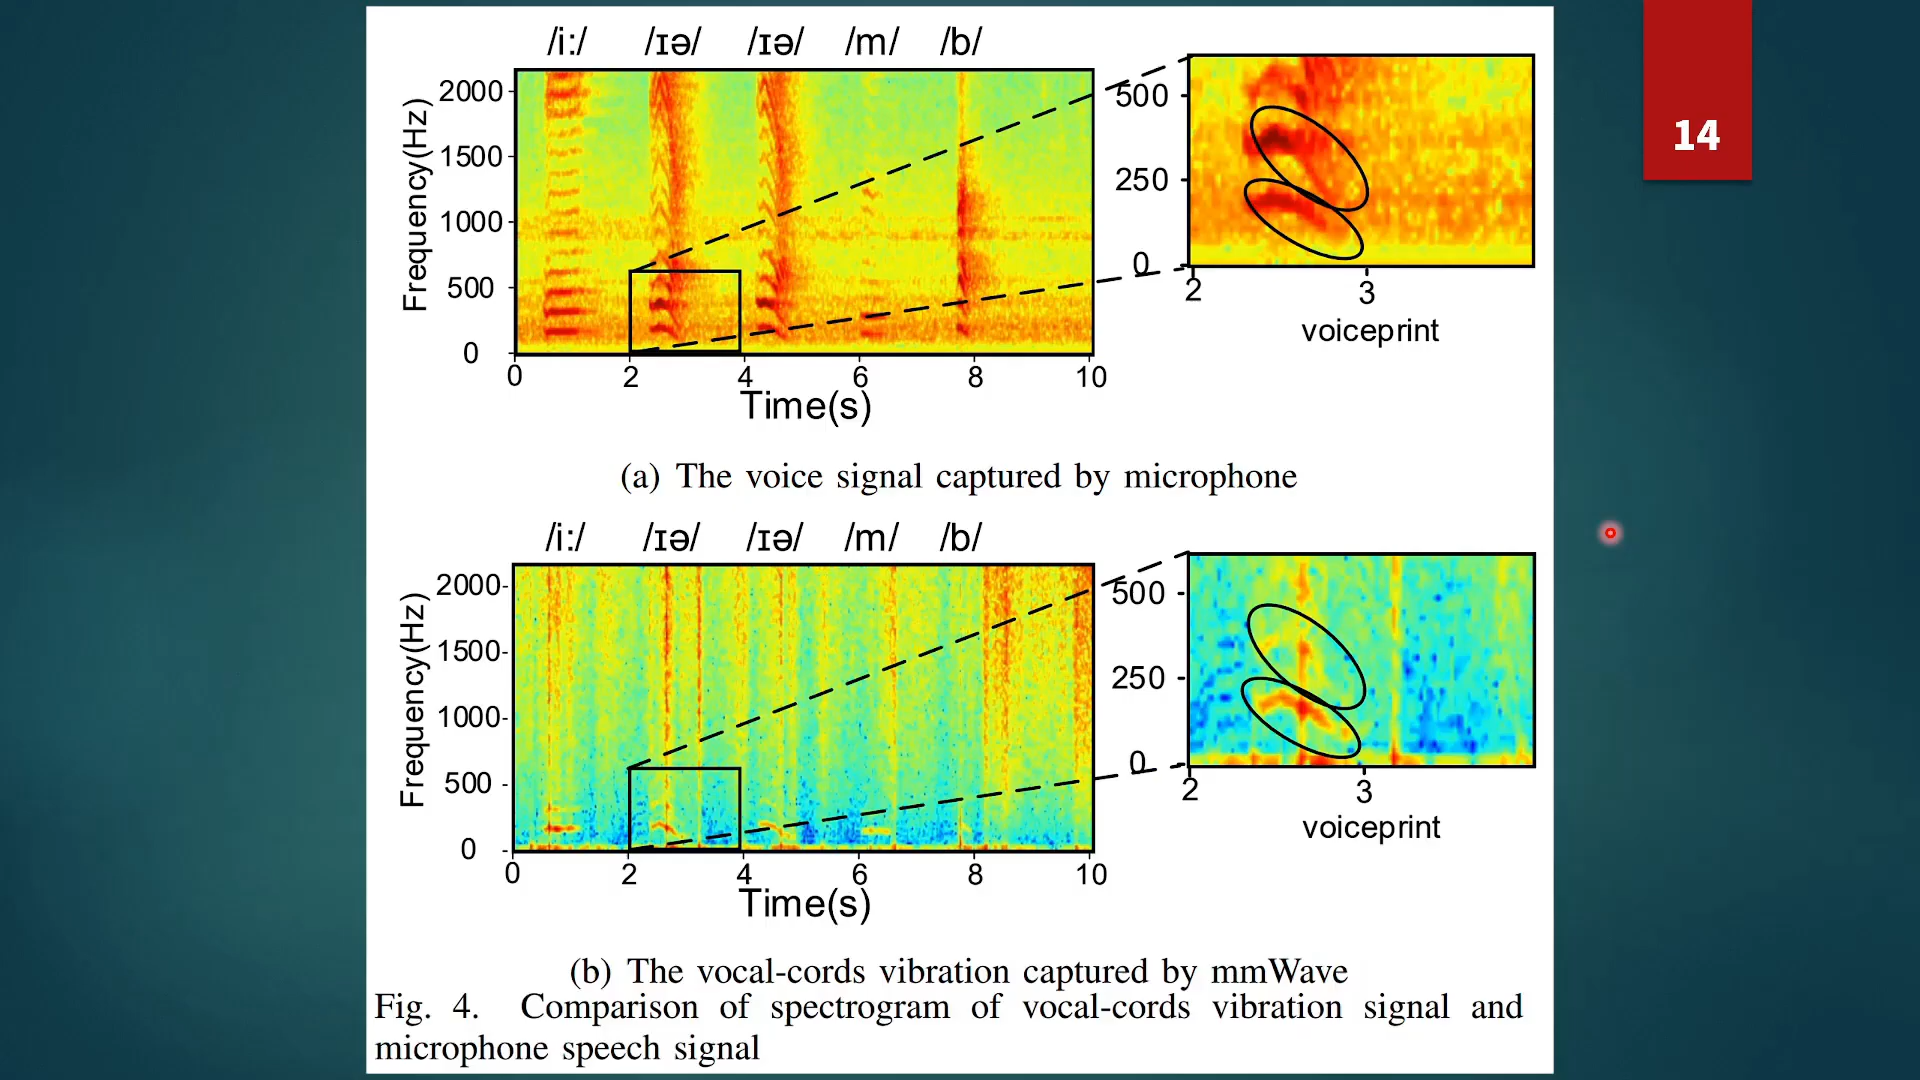 14
/i:/ /ɪə/ /ɪə/ /m/ /b/
Frequency(Hz)
2000
1500
1000
500
0
0 2 4 6 8 10
Time(s)
500
250
0
2 3
voiceprint
(a) The voice signal captured by microphone
/i:/ /ɪə/ /ɪə/ /m/ /b/
Frequency(Hz)
2000
1500
1000
500
0
0 2 4 6 8 10
Time(s)
500
250
0
2 3
voiceprint
(b) The vocal-cords vibration captured by mmWave
Fig. 4. Comparison of spectrogram of vocal-cords vibration signal and
microphone speech signal